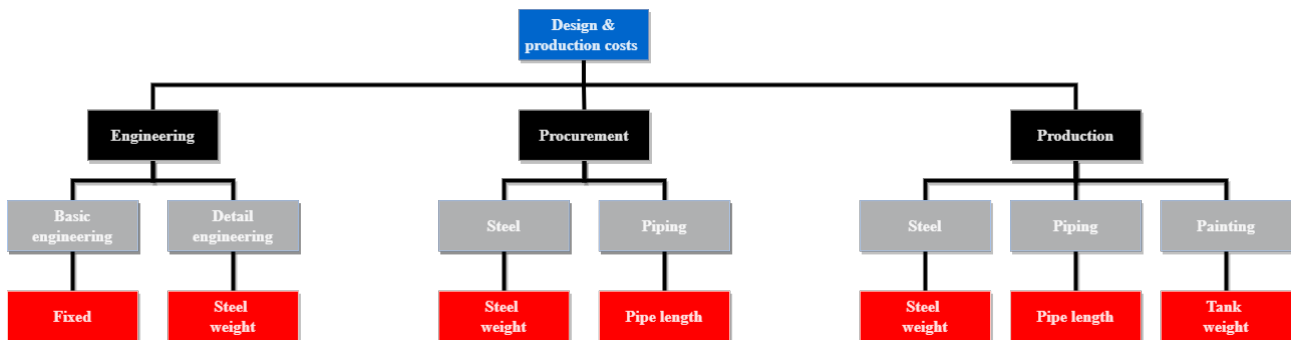 Design &
production costs
Engineering
Procurement
Production
Basic
engineering
Detail
engineering
Steel
Piping
Steel
Piping
Painting
Fixed
Steel
weight
Steel
weight
Pipe length
Steel
weight
Pipe length
Tank
weight